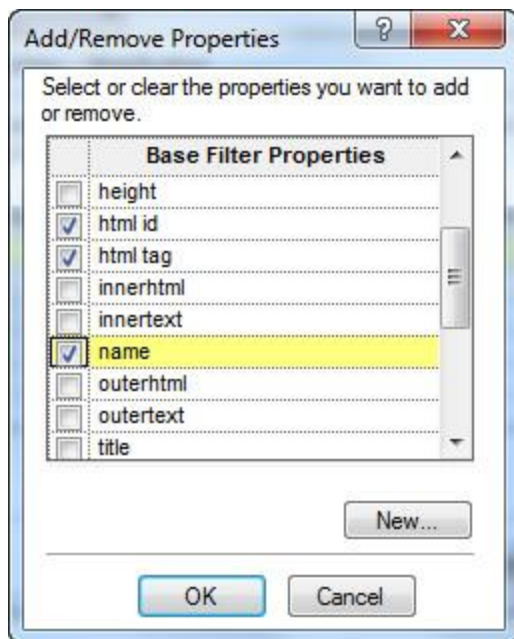 Add/Remove Properties
Select or clear the properties you want to add
or remove.
Base Filter Properties
height
html id
html tag
innerhtml
innertext
name
outerhtml
outertext
title
New...
OK
Cancel